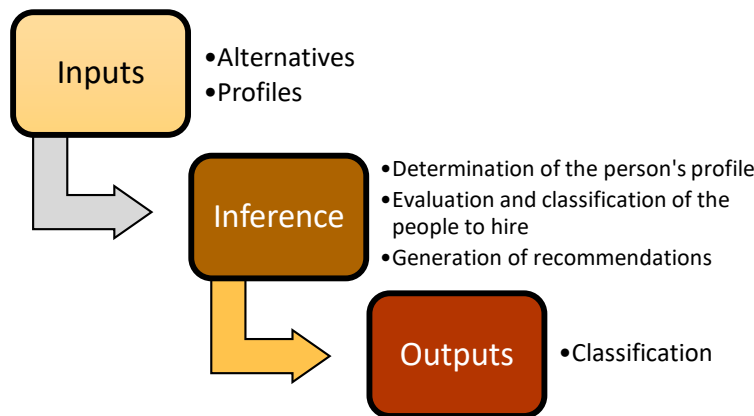 Inputs
•Alternatives
•Profiles
Inference
•Determination of the person's profile
•Evaluation and classification of the
people to hire
•Generation of recommendations
Outputs
•Classification